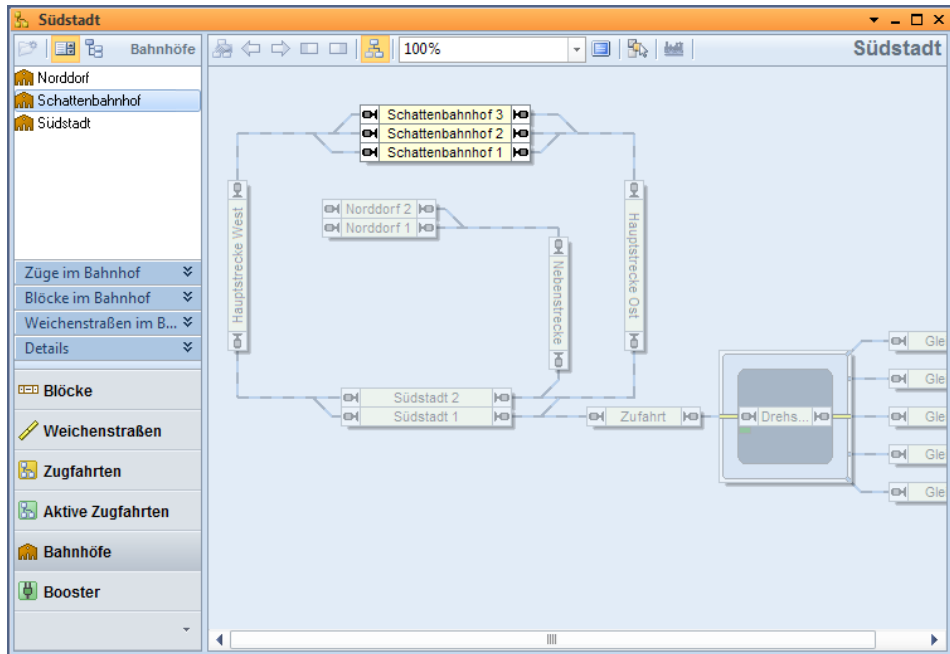 Südstadt
Bahnhöfe
100%
Südstadt
Norddorf
Schattenbahnhof
Südstadt
Züge im Bahnhof
Blöcke im Bahnhof
Weichenstraßen im B...
Details
Blöcke
Weichenstraßen
Zugfahrten
Aktive Zugfahrten
Bahnhöfe
Booster
Schattenbahnhof 3
Schattenbahnhof 2
Schattenbahnhof 1
Hauptstrecke West
Norddorf 2
Norddorf 1
Nebenstrecke
Hauptstrecke Ost
Südstadt 2
Südstadt 1
Zufahrt
Drehs...
Gle
Gle
Gle
Gle
Gle